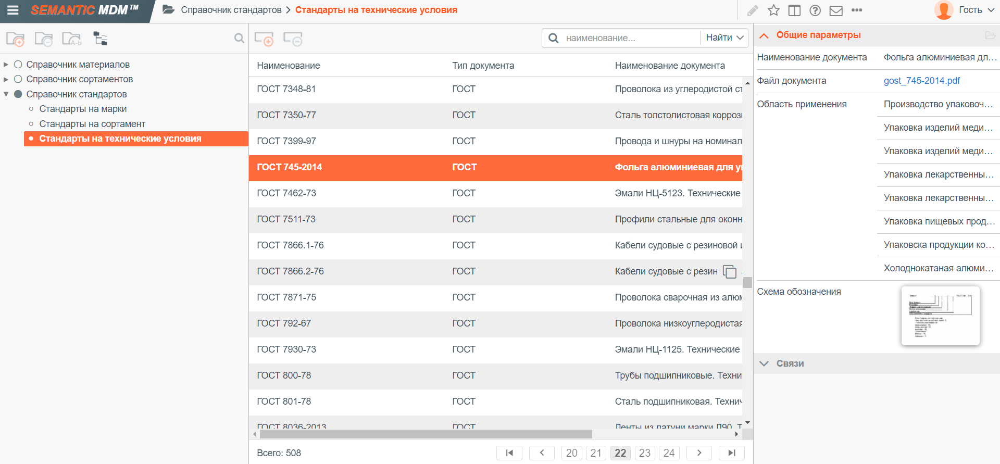 SEMANTIC MDM™
Справочник стандартов > Стандарты на технические условия
Гость
A-b
наименование...
Найти
Справочник материалов
Справочник сортаментов
Справочник стандартов
Стандарты на марки
Стандарты на сортамент
Стандарты на технические условия
Наименование Тип документа Наименование документа
ГОСТ 7348-81 ГОСТ Проволока из углеродистой
ГОСТ 7350-77 ГОСТ Сталь толстолистовая
ГОСТ 7399-97 ГОСТ Провода и шнуры на
ГОСТ 745-2014 ГОСТ Фольга алюминиевая для
ГОСТ 7462-73 ГОСТ Эмали НЦ-5123. Технические
ГОСТ 7511-73 ГОСТ Профили стальные для
ГОСТ 7866.1-76 ГОСТ Кабели судовые с резиновой
ГОСТ 7866.2-76 ГОСТ Кабели судовые с резин
ГОСТ 7871-75 ГОСТ Проволока сварочная из
ГОСТ 792-67 ГОСТ Проволока низкоуглеродистая
ГОСТ 7930-73 ГОСТ Эмали НЦ-1125. Технические
ГОСТ 800-78 ГОСТ Трубы подшипниковые. Техни
ГОСТ 801-78 ГОСТ Сталь подшипниковая. Технич
ГОСТ 8036-2013 ГОСТ Ленты из латуни марки Л90. Т
Всего: 508
20 21 22 23 24
Общие параметры
Наименование документа Фольга алюминиевая дл...
Файл документа gost_745-2014.pdf
Область применения Производство упаковоч...
Упаковка изделий меди...
Упаковка изделий меди...
Упаковка лекарственны...
Упаковка лекарственны...
Упаковка пищевых прод...
Упаковска продукции ко...
Холоднокатаная алюми...
Схема обозначения
Связи